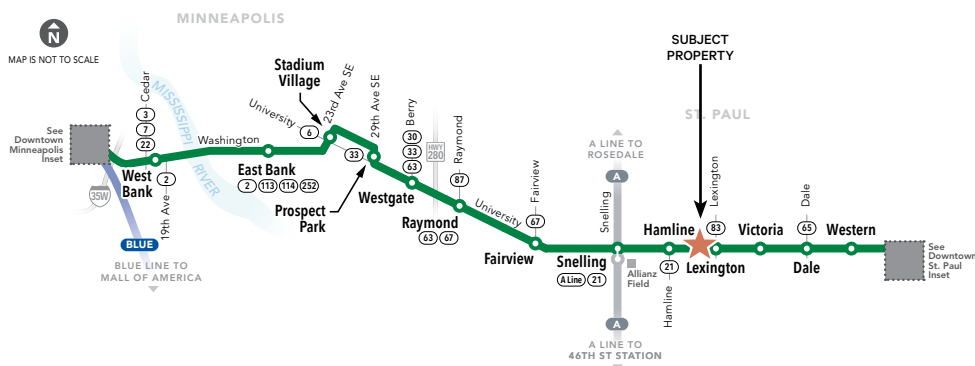 MINNEAPOLIS
N
MAP IS NOT TO SCALE
SUBJECT
PROPERTY
ST. PAUL
See
Downtown
Minneapolis
Inset
35W
Cedar
3
7
22
West
Bank
2
19th Ave
BLUE
BLUE LINE TO
MALL OF AMERICA
MISSISSIPPI
RIVER
Washington
East Bank
2 113 114 252
Stadium
Village
University
6
23rd Ave SE
33
29th Ave SE
Prospect
Park
Berry
30
33
63
Westgate
HWY
280
Raymond
87
Raymond
63 67
University
Fairview
67
Fairview
A LINE TO
ROSEDALE
A
Snelling
Snelling
A Line 21
Allianz
Field
A
A LINE TO
46TH ST STATION
Hamline
21
Hamline
Lexington
83
Lexington
Victoria
Dale
65
Dale
Western
See
Downtown
St. Paul
Inset